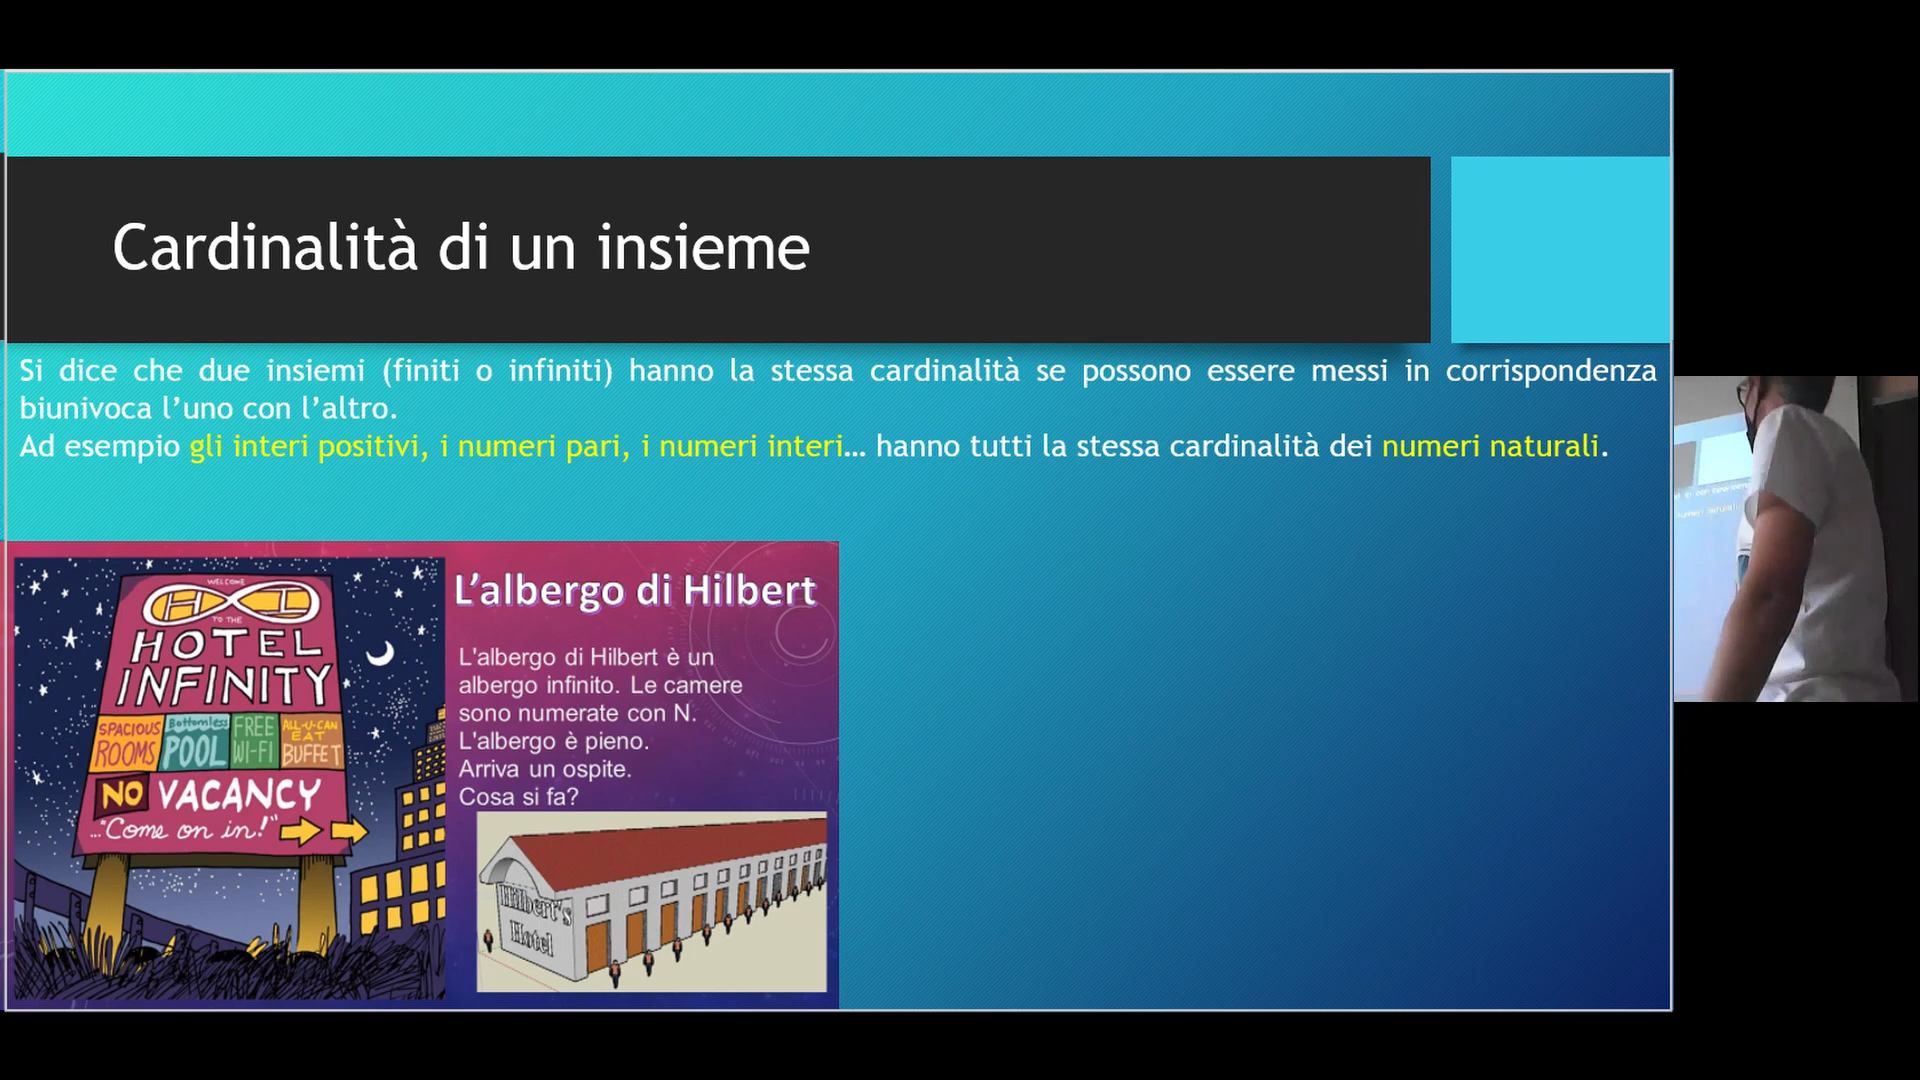 Cardinalità di un insieme
Si dice che due insiemi (finiti o infiniti) hanno la stessa cardinalità se possono essere messi in corrispondenza
biunivoca l’uno con l’altro.
Ad esempio gli interi positivi, i numeri pari, i numeri interi… hanno tutti la stessa cardinalità dei numeri naturali.
WELCOME
TO THE
HOTEL
INFINITY
SPACIOUS
ROOMS
Bottomless
POOL
FREE
WI-FI
ALL-U-CAN
EAT
BUFFET
NO VACANCY
..."Come on in!"
L’albergo di Hilbert
L'albergo di Hilbert è un
albergo infinito. Le camere
sono numerate con N.
L'albergo è pieno.
Arriva un ospite.
Cosa si fa?
Hilbert's
Hotel